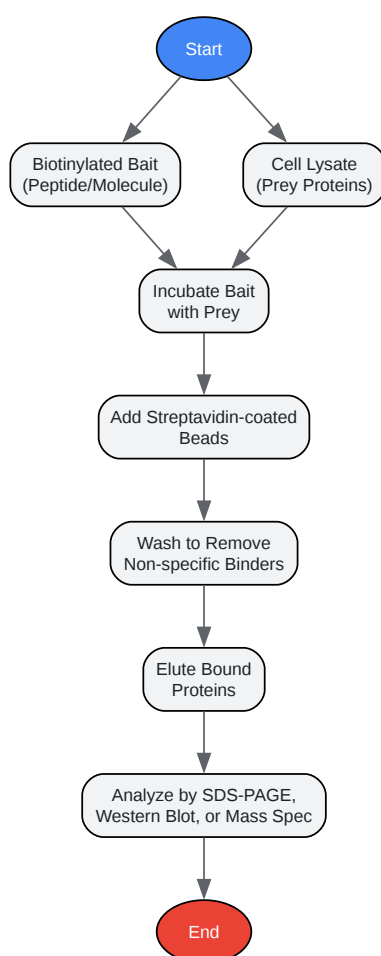 Start
Biotinylated Bait
(Peptide/Molecule)
Cell Lysate
(Prey Proteins)
Incubate Bait
with Prey
Add Streptavidin-coated
Beads
Wash to Remove
Non-specific Binders
Elute Bound
Proteins
Analyze by SDS-PAGE,
Western Blot, or Mass Spec
End